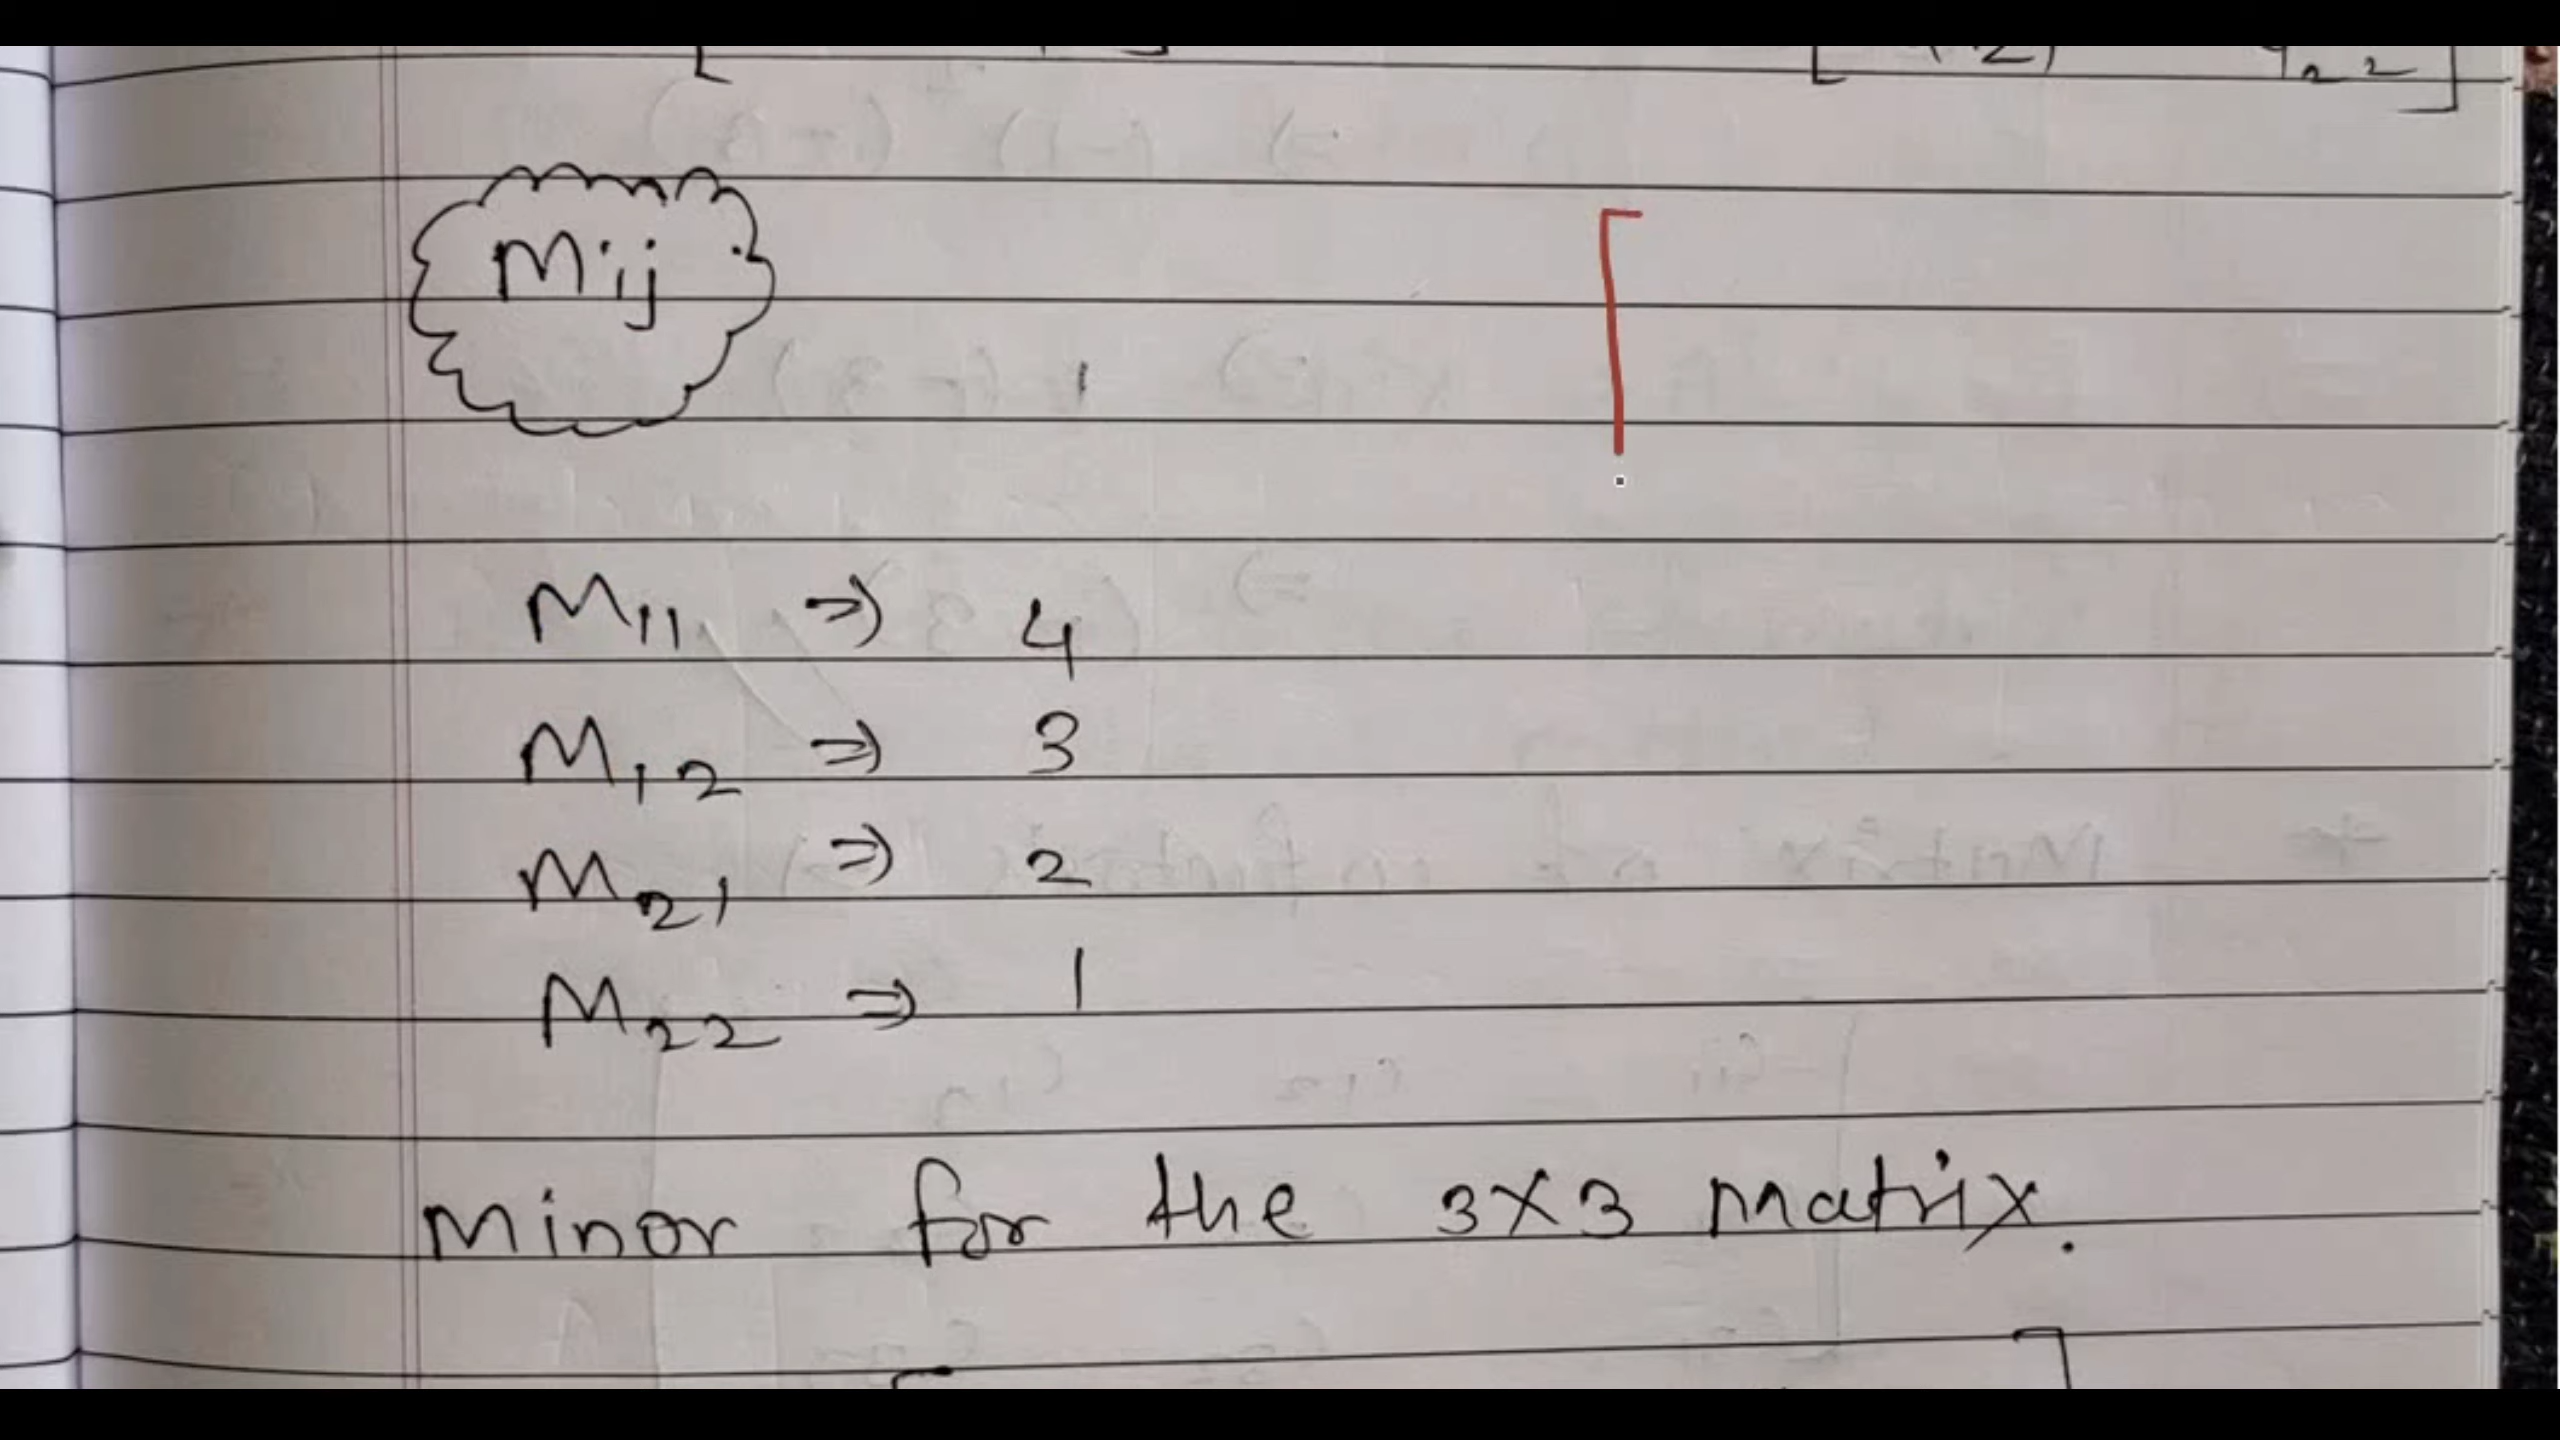 Mij
M11 => 4
M12 => 3
M21 => 2
M22 => 1
Minor for the 3x3 matrix.